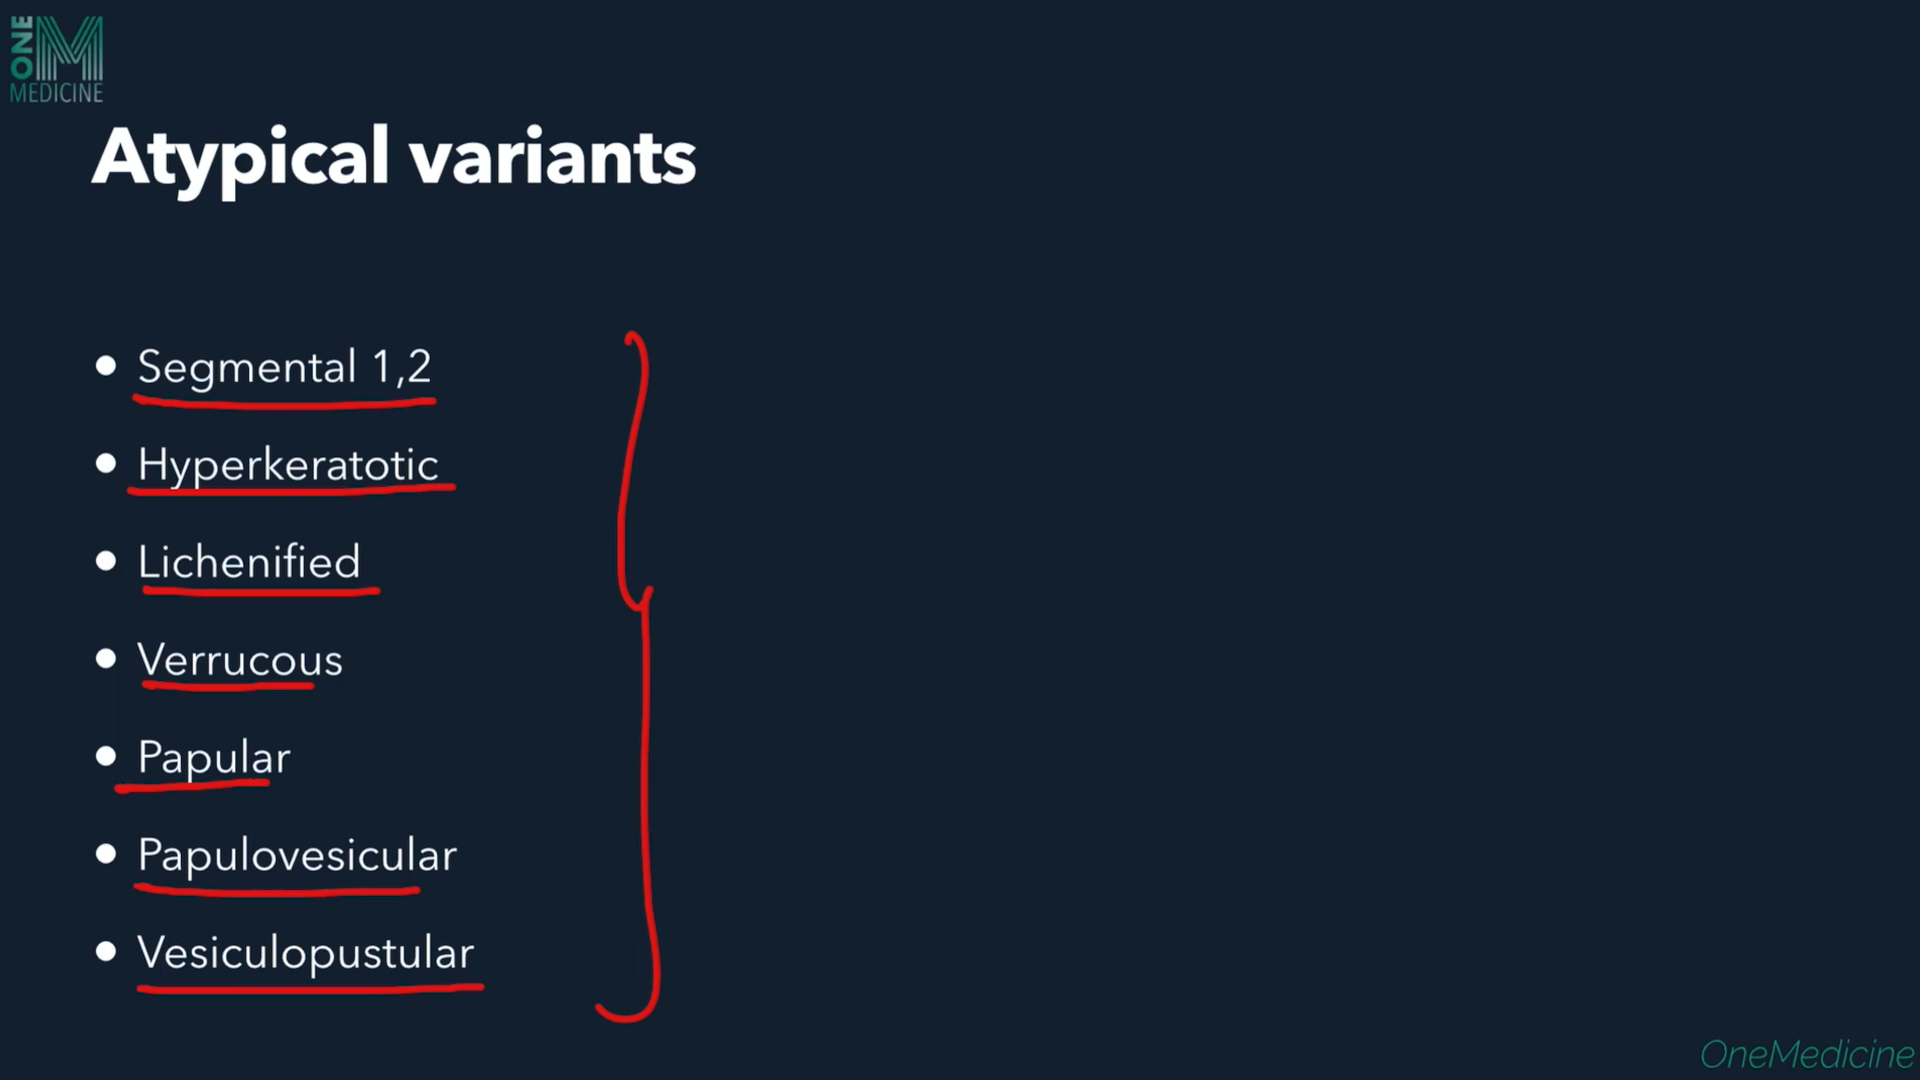 ONE
M
MEDICINE
Atypical variants
• Segmental 1,2
• Hyperkeratotic
• Lichenified
• Verrucous
• Papular
• Papulovesicular
• Vesiculopustular
OneMedicine